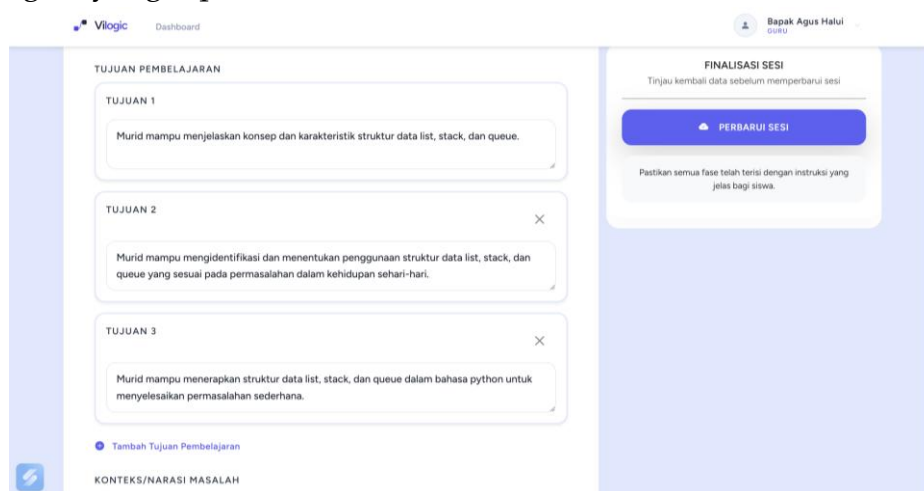 Vilogic
Dashboard
Bapak Agus Halui
GURU
TUJUAN PEMBELAJARAN
TUJUAN 1
Murid mampu menjelaskan konsep dan karakteristik struktur data list, stack, dan queue.
TUJUAN 2
Murid mampu mengidentifikasi dan menentukan penggunaan struktur data list, stack, dan
queue yang sesuai pada permasalahan dalam kehidupan sehari-hari.
TUJUAN 3
Murid mampu menerapkan struktur data list, stack, dan queue dalam bahasa python untuk
menyelesaikan permasalahan sederhana.
Tambah Tujuan Pembelajaran
KONTEKS/NARASI MASALAH
FINALISASI SESI
Tinjau kembali data sebelum memperbarui sesi
PERBARUI SESI
Pastikan semua fase telah terisi dengan instruksi yang
jelas bagi siswa.